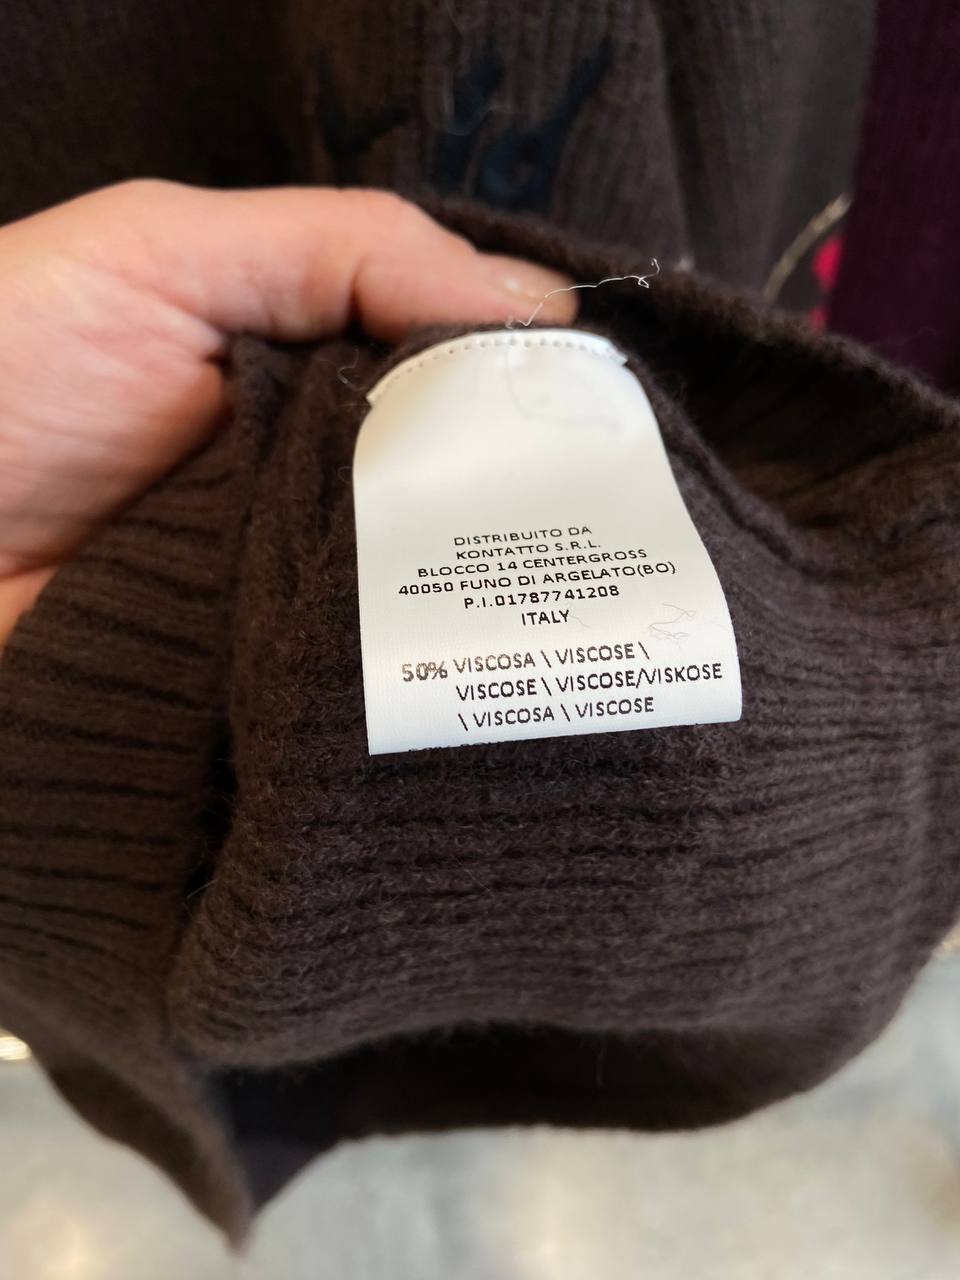 DISTRIBUITO DA
KONTATTO S.R.L.
BLOCCO 14 CENTERGROSS
40050 FUNO DI ARGELATO(BO)
P.I.01787741208
ITALY
50% VISCOSA \ VISCOSE \
VISCOSE \ VISCOSE/VISKOSE
\ VISCOSA \ VISCOSE